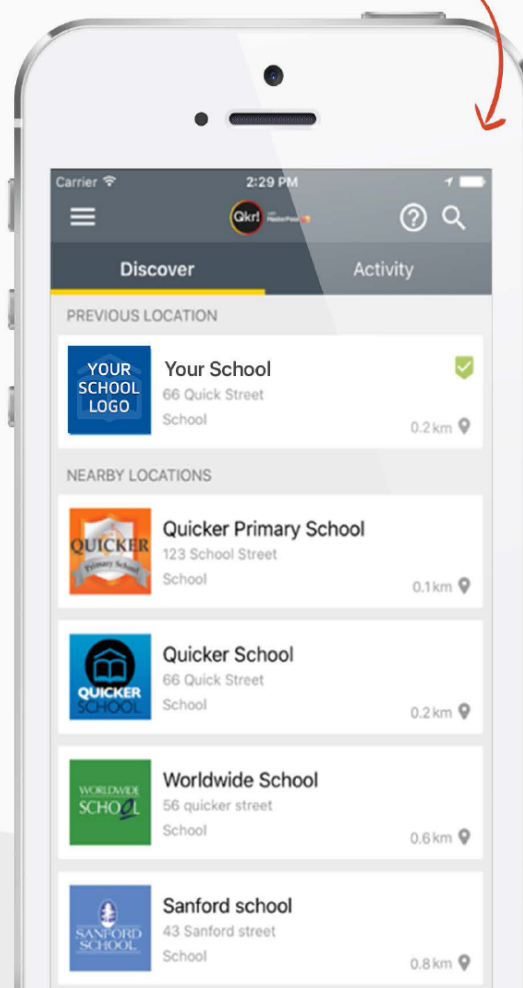 Carrier 2:29 PM
Qkr! with MasterPass
Discover Activity
PREVIOUS LOCATION
YOUR
SCHOOL
LOGO
Your School
66 Quick Street
School
0.2 km
NEARBY LOCATIONS
QUICKER
Primary School
Quicker Primary School
123 School Street
School
0.1 km
QUICKER
SCHOOL
Quicker School
66 Quick Street
School
0.2 km
WORLDWIDE
SCHOOL
Worldwide School
56 quicker street
School
0.6 km
SANFORD
SCHOOL
Sanford school
43 Sanford street
School
0.8 km